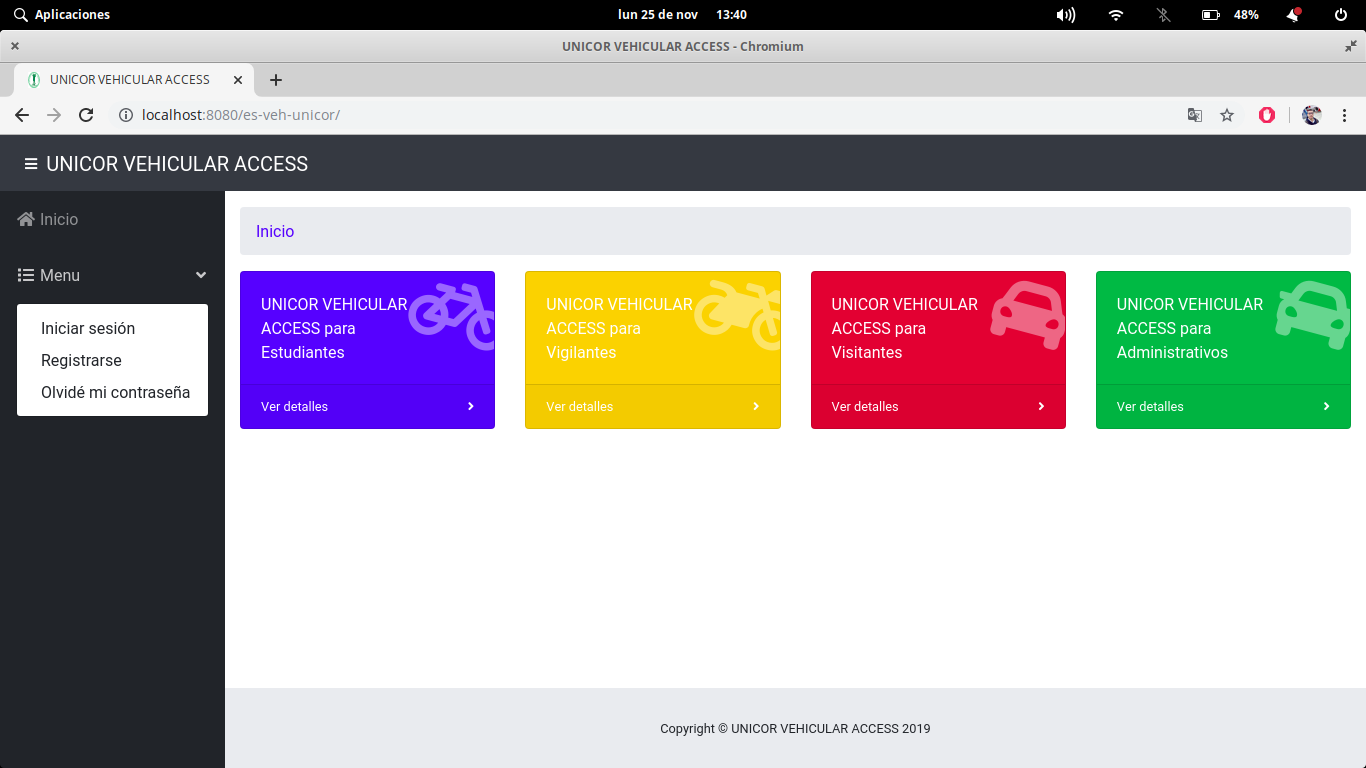 Aplicaciones
lun 25 de nov 13:40
48%
UNICOR VEHICULAR ACCESS - Chromium
UNICOR VEHICULAR ACCESS
localhost:8080/es-veh-unicor/
UNICOR VEHICULAR ACCESS
Inicio
Menu
Iniciar sesión
Registrarse
Olvidé mi contraseña
Inicio
UNICOR VEHICULAR
ACCESS para
Estudiantes
Ver detalles
UNICOR VEHICULAR
ACCESS para
Vigilantes
Ver detalles
UNICOR VEHICULAR
ACCESS para
Visitantes
Ver detalles
UNICOR VEHICULAR
ACCESS para
Administrativos
Ver detalles
Copyright © UNICOR VEHICULAR ACCESS 2019